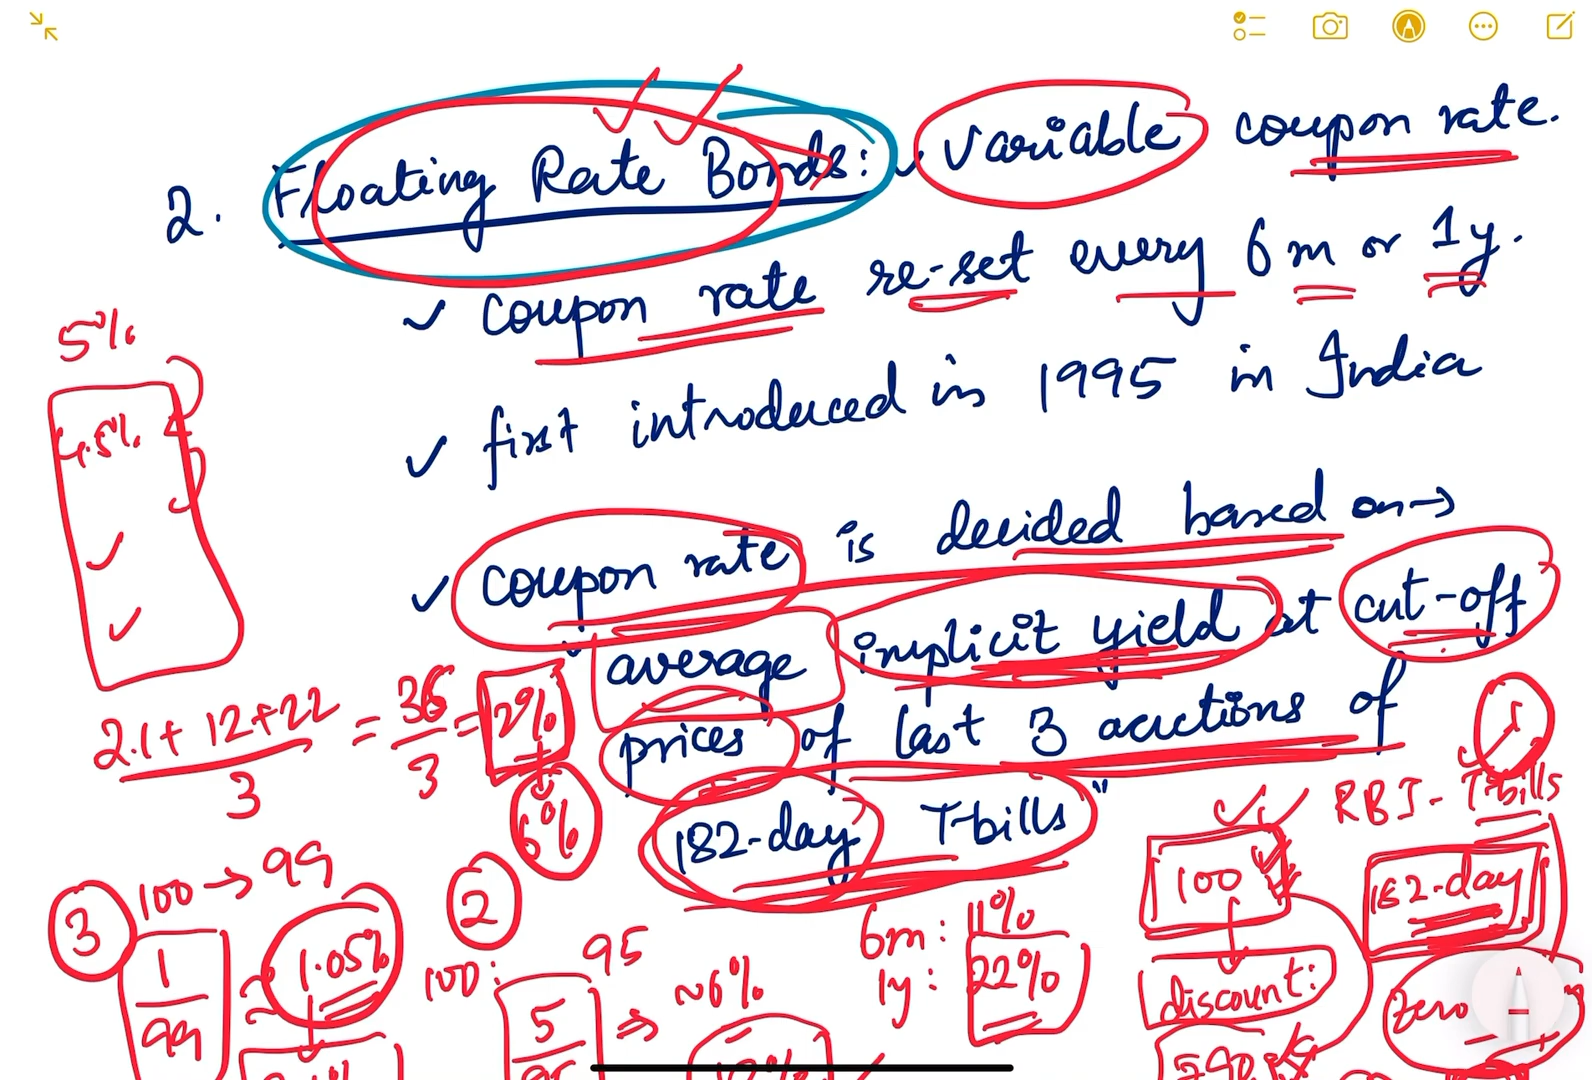 2. Floating Rate Bonds: variable coupon rate.
✓ coupon rate re-set every 6m or 1y.
✓ first introduced in 1995 in India
✓ coupon rate is decided based on →
average implicit yield at cut-off
prices of last 3 auctions of
182-day T-bills"
5%
4.5%
2.1+12+22 / 3 = 36/3 = 12%
6%
RBI - T-bills
182-day
100
discount:
590
zero
3
100 → 99
1/99 ≈ 1.05%
2
100: 95
5/95 ⇒ ~6%
12%
6m: 11%
1y: 22%